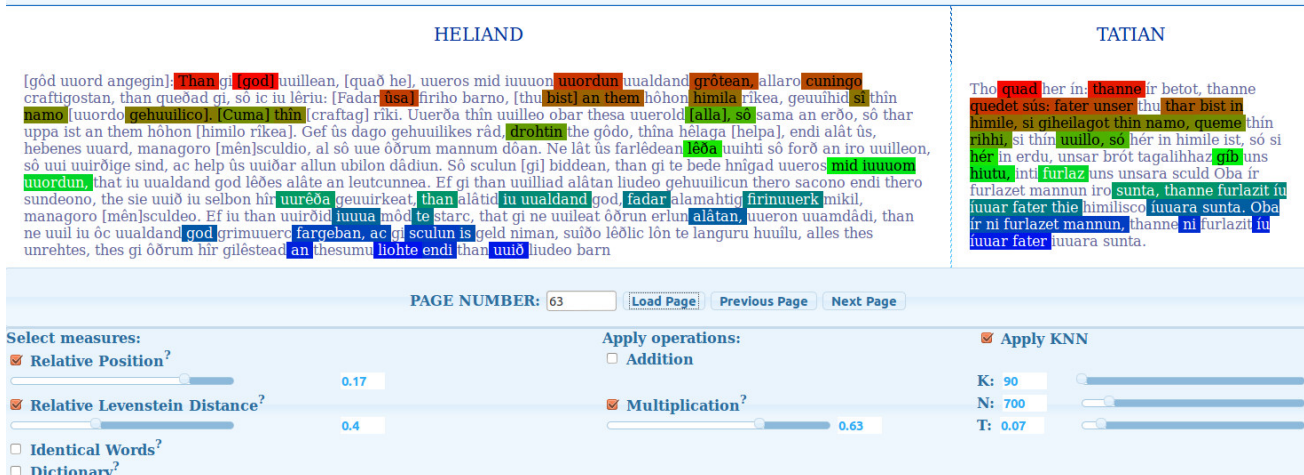 HELIAND
[gôd uuord angegin]: Than gi [god] uuillean, [quað he], uueros mid iuuuon uuordun uualdand grôtean, allaro cuningo
craftigostan, than queðad gi, sô ic iu lêriu: [Fadar ûsa] firiho barno, [thu bist] an them hôhon himila rîkea, geuuîhid sî thîn
namo [uuordo gehuuilico]. [Cuma] thîn [craftag] rîki. Uuerða thîn uuilleo obar thesa uuerold [alla], sô sama an erðo, sô thar
uppa ist an them hôhon [himilo rîkea]. Gef ûs dago gehuuilikes râd, drohtin the gôdo, thîna hêlaga [helpa], endi alât ûs,
hebenes uuard, managoro [mên]sculdio, al sô uue ôðrun mannum dôan. Ne lât ûs farlêdean lêða uuihti sô forð an iro uuilleon,
sô uui uuirðige sind, ac help ûs uuiðar allun ubilon dâdiun. Sô sculun [gi] biddean, than gi te bede hnîgad uueros mid iuuuom
uuordun, that iu uualdand god lêðes alâte an leutcunnea. Ef gi than uuilliad alâtan liudeo gehuuilicun thero sacono endi thero
sundeono, the sie uuið iu selbon hîr uurêða geuuirkeat, than alâtid iu uualdand god, fadar alamahtig firinuuerk mikil,
managoro [mên]sculdeo. Ef iu than uuirðid iuuua môd te starc, that gi ne uuileat ôðrun erlun alâtan, uueron uuamdâdi, than
ne uuil iu ôc uualdand god grimuuerc fargeban, ac gi sculun is geld niman, suîðo lêðlic lôn te languru huuîlu, alles thes
unrehtes, thes gi ôðrum hîr gilêstead an thesumu liohte endi than uuið liudeo barn
TATIAN
Tho quad her ín: thanne ír betot, thanne
quedet sús: fater unser thu thar bist in
himile, si giheilagot thin namo, queme thín
rihhi, si thín uuillo, só hér in himile ist, só si
hér in erdu, unsar brót tagalihhaz gib uns
hiutu, inti furlaz uns unsara sculd Oba ír
furlazet mannun iro sunta, thanne furlazit íu
íuuar fater thie himilisco íuuara sunta. Oba
ír ni furlazet mannun, thanne ni furlazit íu
íuuar fater iuuara sunta.
PAGE NUMBER: 63 Load Page Previous Page Next Page
Select measures: Apply operations: Apply KNN
Relative Position? Addition
0.17 K: 90
Relative Levenstein Distance? Multiplication? N: 700
0.4 0.63 T: 0.07
Identical Words?
Dictionary?